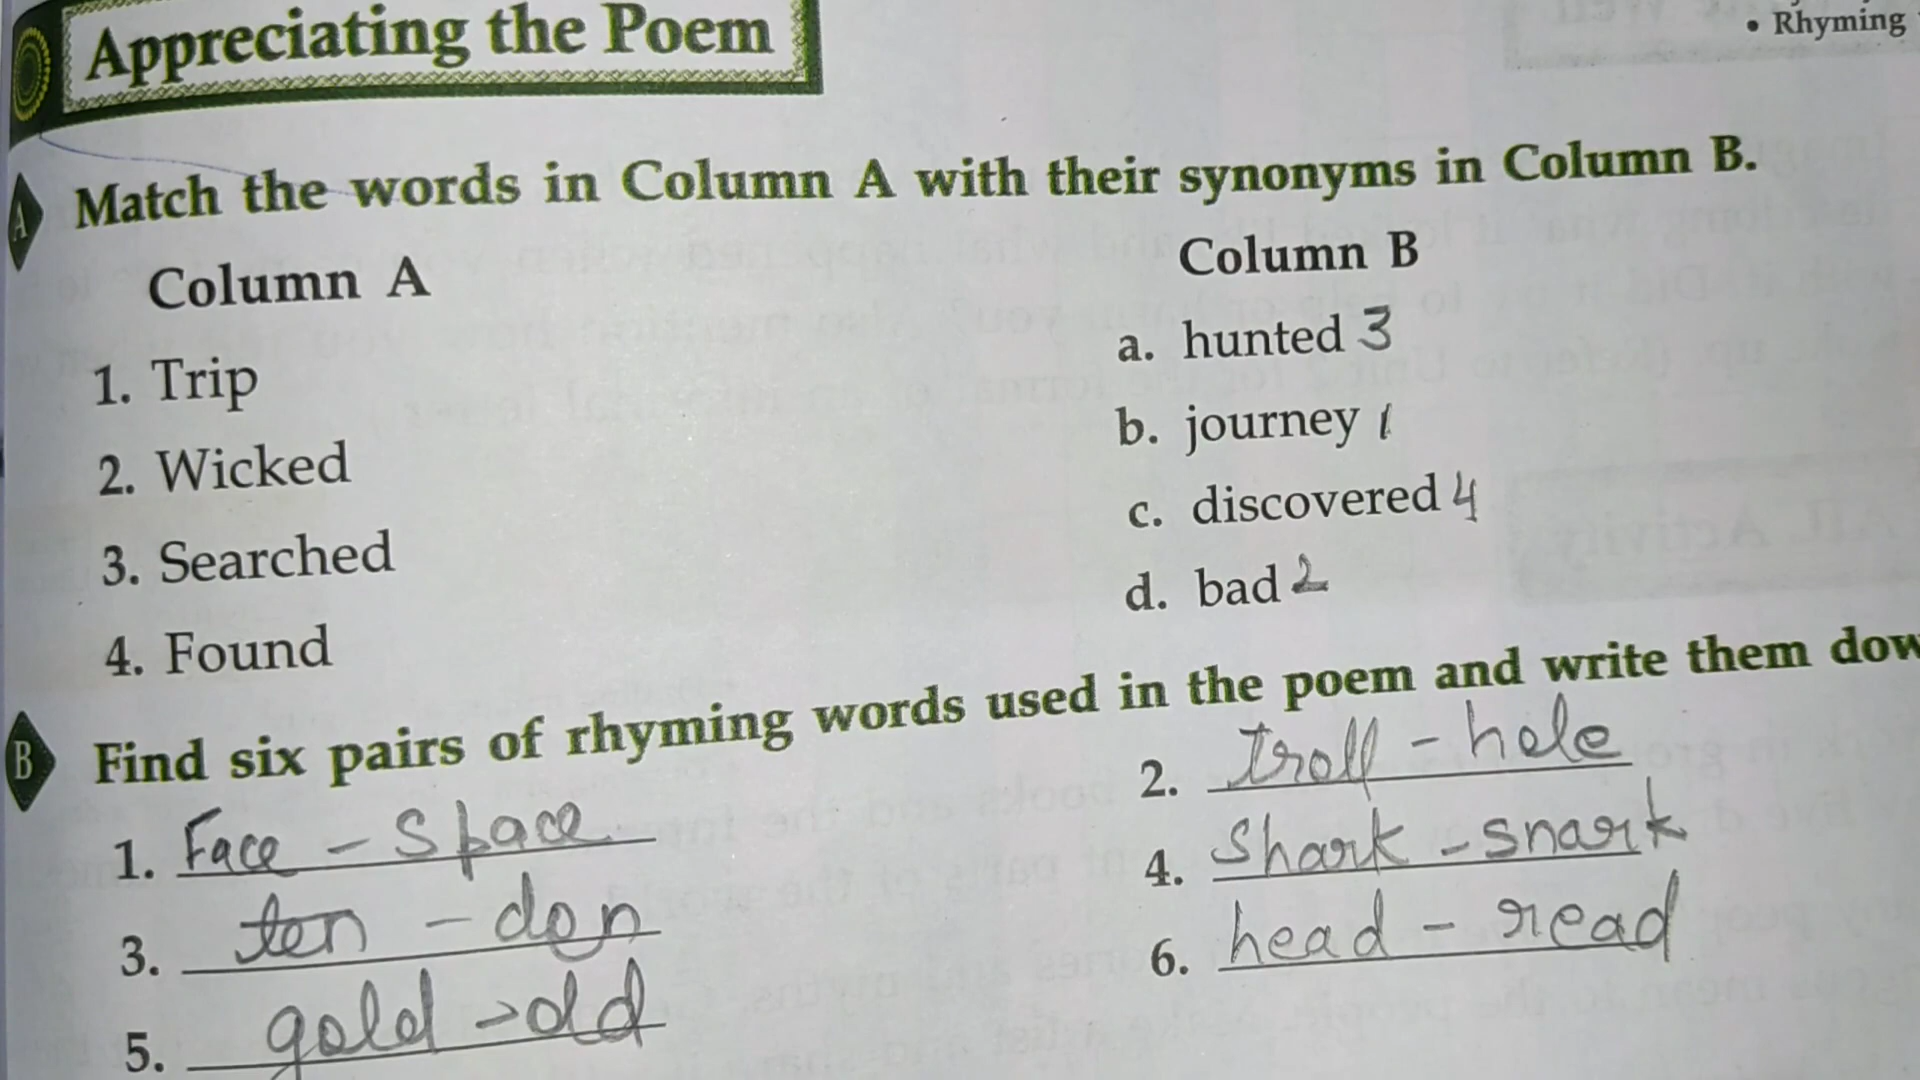 Appreciating the Poem
• Rhyming
A Match the words in Column A with their synonyms in Column B.
Column A
Column B
1. Trip
a. hunted 3
2. Wicked
b. journey 1
3. Searched
c. discovered 4
4. Found
d. bad 2
B Find six pairs of rhyming words used in the poem and write them dow
1. Face - Space
2. troll - hole
3. ten - den
4. Shark - snark
5. gold - old
6. head - read